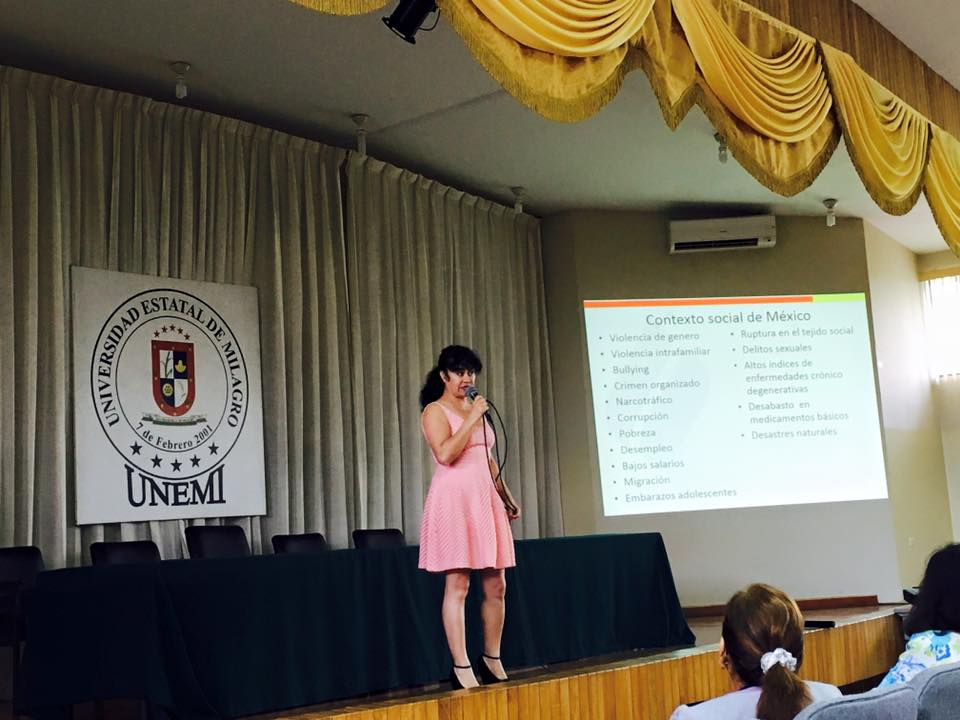 UNIVERSIDAD ESTATAL DE MILAGRO
7 de Febrero 2001
UNEMI
Contexto social de México
• Violencia de genero
• Violencia intrafamiliar
• Bullying
• Crimen organizado
• Narcotráfico
• Corrupción
• Pobreza
• Desempleo
• Bajos salarios
• Migración
• Embarazos adolescentes
• Ruptura en el tejido social
• Delitos sexuales
• Altos índices de
enfermedades crónico
degenerativas
• Desabasto en
medicamentos básicos
• Desastres naturales